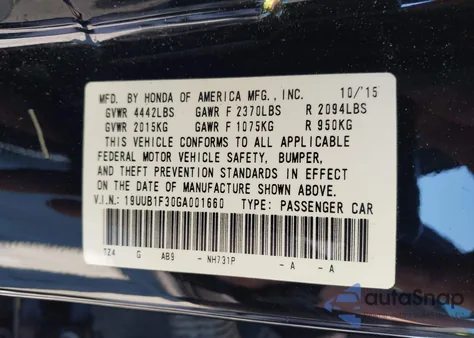 MFD. BY HONDA OF AMERICA MFG., INC. 10/15
GVWR 4442LBS GAWR F 2370LBS R 2094LBS
GVWR 2015KG GAWR F 1075KG R 950KG
THIS VEHICLE CONFORMS TO ALL APPLICABLE
FEDERAL MOTOR VEHICLE SAFETY, BUMPER,
AND THEFT PREVENTION STANDARDS IN EFFECT
ON THE DATE OF MANUFACTURE SHOWN ABOVE.
V.I.N.: 19UUB1F30GA001660 TYPE: PASSENGER CAR
TZ4 G AB9 - NH731P - A - A
autoSnap